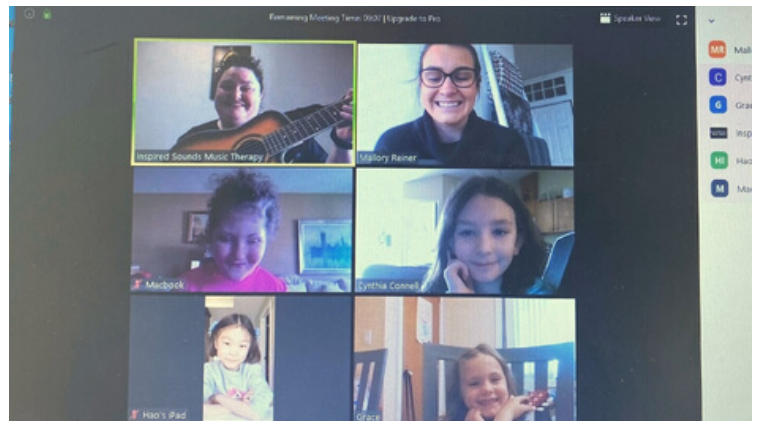 Remaining Meeting Time: 09:07 | Upgrade to Pro
Speaker View
Inspired Sounds Music Therapy
Mallory Reiner
Macbook
Cynthia Connell
Hao's iPad
Grace
MR Mall
C Cynt
G Grac
Insp
HI Hao
M Mac